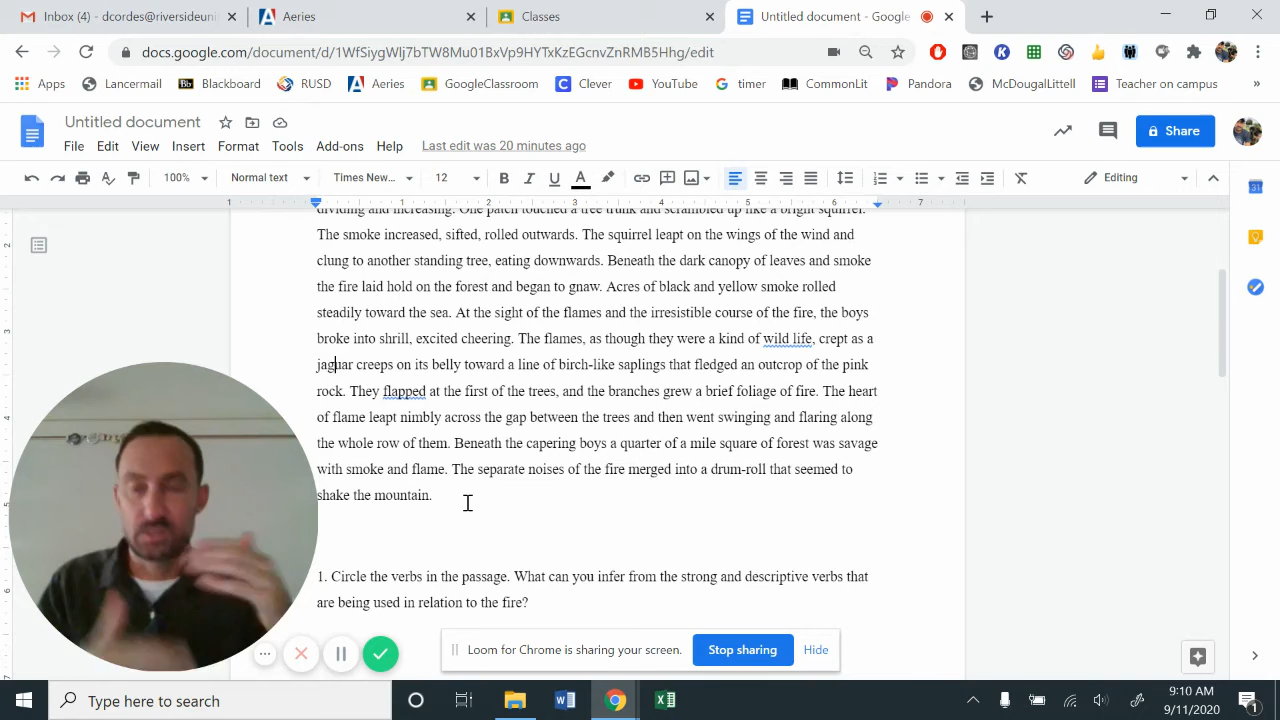 Inbox (4) - dcordes@riversideuni
Aeries
Classes
Untitled document - Google
docs.google.com/document/d/1WfSiygWlj7bTW8Mu01BxVp9HYTxKzEGcnvZnRMB5Hhg/edit
Apps Lancermail Blackboard RUSD Aeries GoogleClassroom Clever YouTube timer CommonLit Pandora McDougalLittell Teacher on campus »
Untitled document
Share
File Edit View Insert Format Tools Add-ons Help Last edit was 20 minutes ago
100% Normal text Times New... 12 B I U A Editing
1 1 2 3 4 5 6 7
dividing and increasing. One patch touched a tree trunk and scrambled up like a bright squirrel.
The smoke increased, sifted, rolled outwards. The squirrel leapt on the wings of the wind and
clung to another standing tree, eating downwards. Beneath the dark canopy of leaves and smoke
the fire laid hold on the forest and began to gnaw. Acres of black and yellow smoke rolled
steadily toward the sea. At the sight of the flames and the irresistible course of the fire, the boys
broke into shrill, excited cheering. The flames, as though they were a kind of wild life, crept as a
jaguar creeps on its belly toward a line of birch-like saplings that fledged an outcrop of the pink
rock. They flapped at the first of the trees, and the branches grew a brief foliage of fire. The heart
of flame leapt nimbly across the gap between the trees and then went swinging and flaring along
the whole row of them. Beneath the capering boys a quarter of a mile square of forest was savage
with smoke and flame. The separate noises of the fire merged into a drum-roll that seemed to
shake the mountain.
1. Circle the verbs in the passage. What can you infer from the strong and descriptive verbs that
are being used in relation to the fire?
Loom for Chrome is sharing your screen. Stop sharing Hide
Type here to search
9:10 AM
9/11/2020